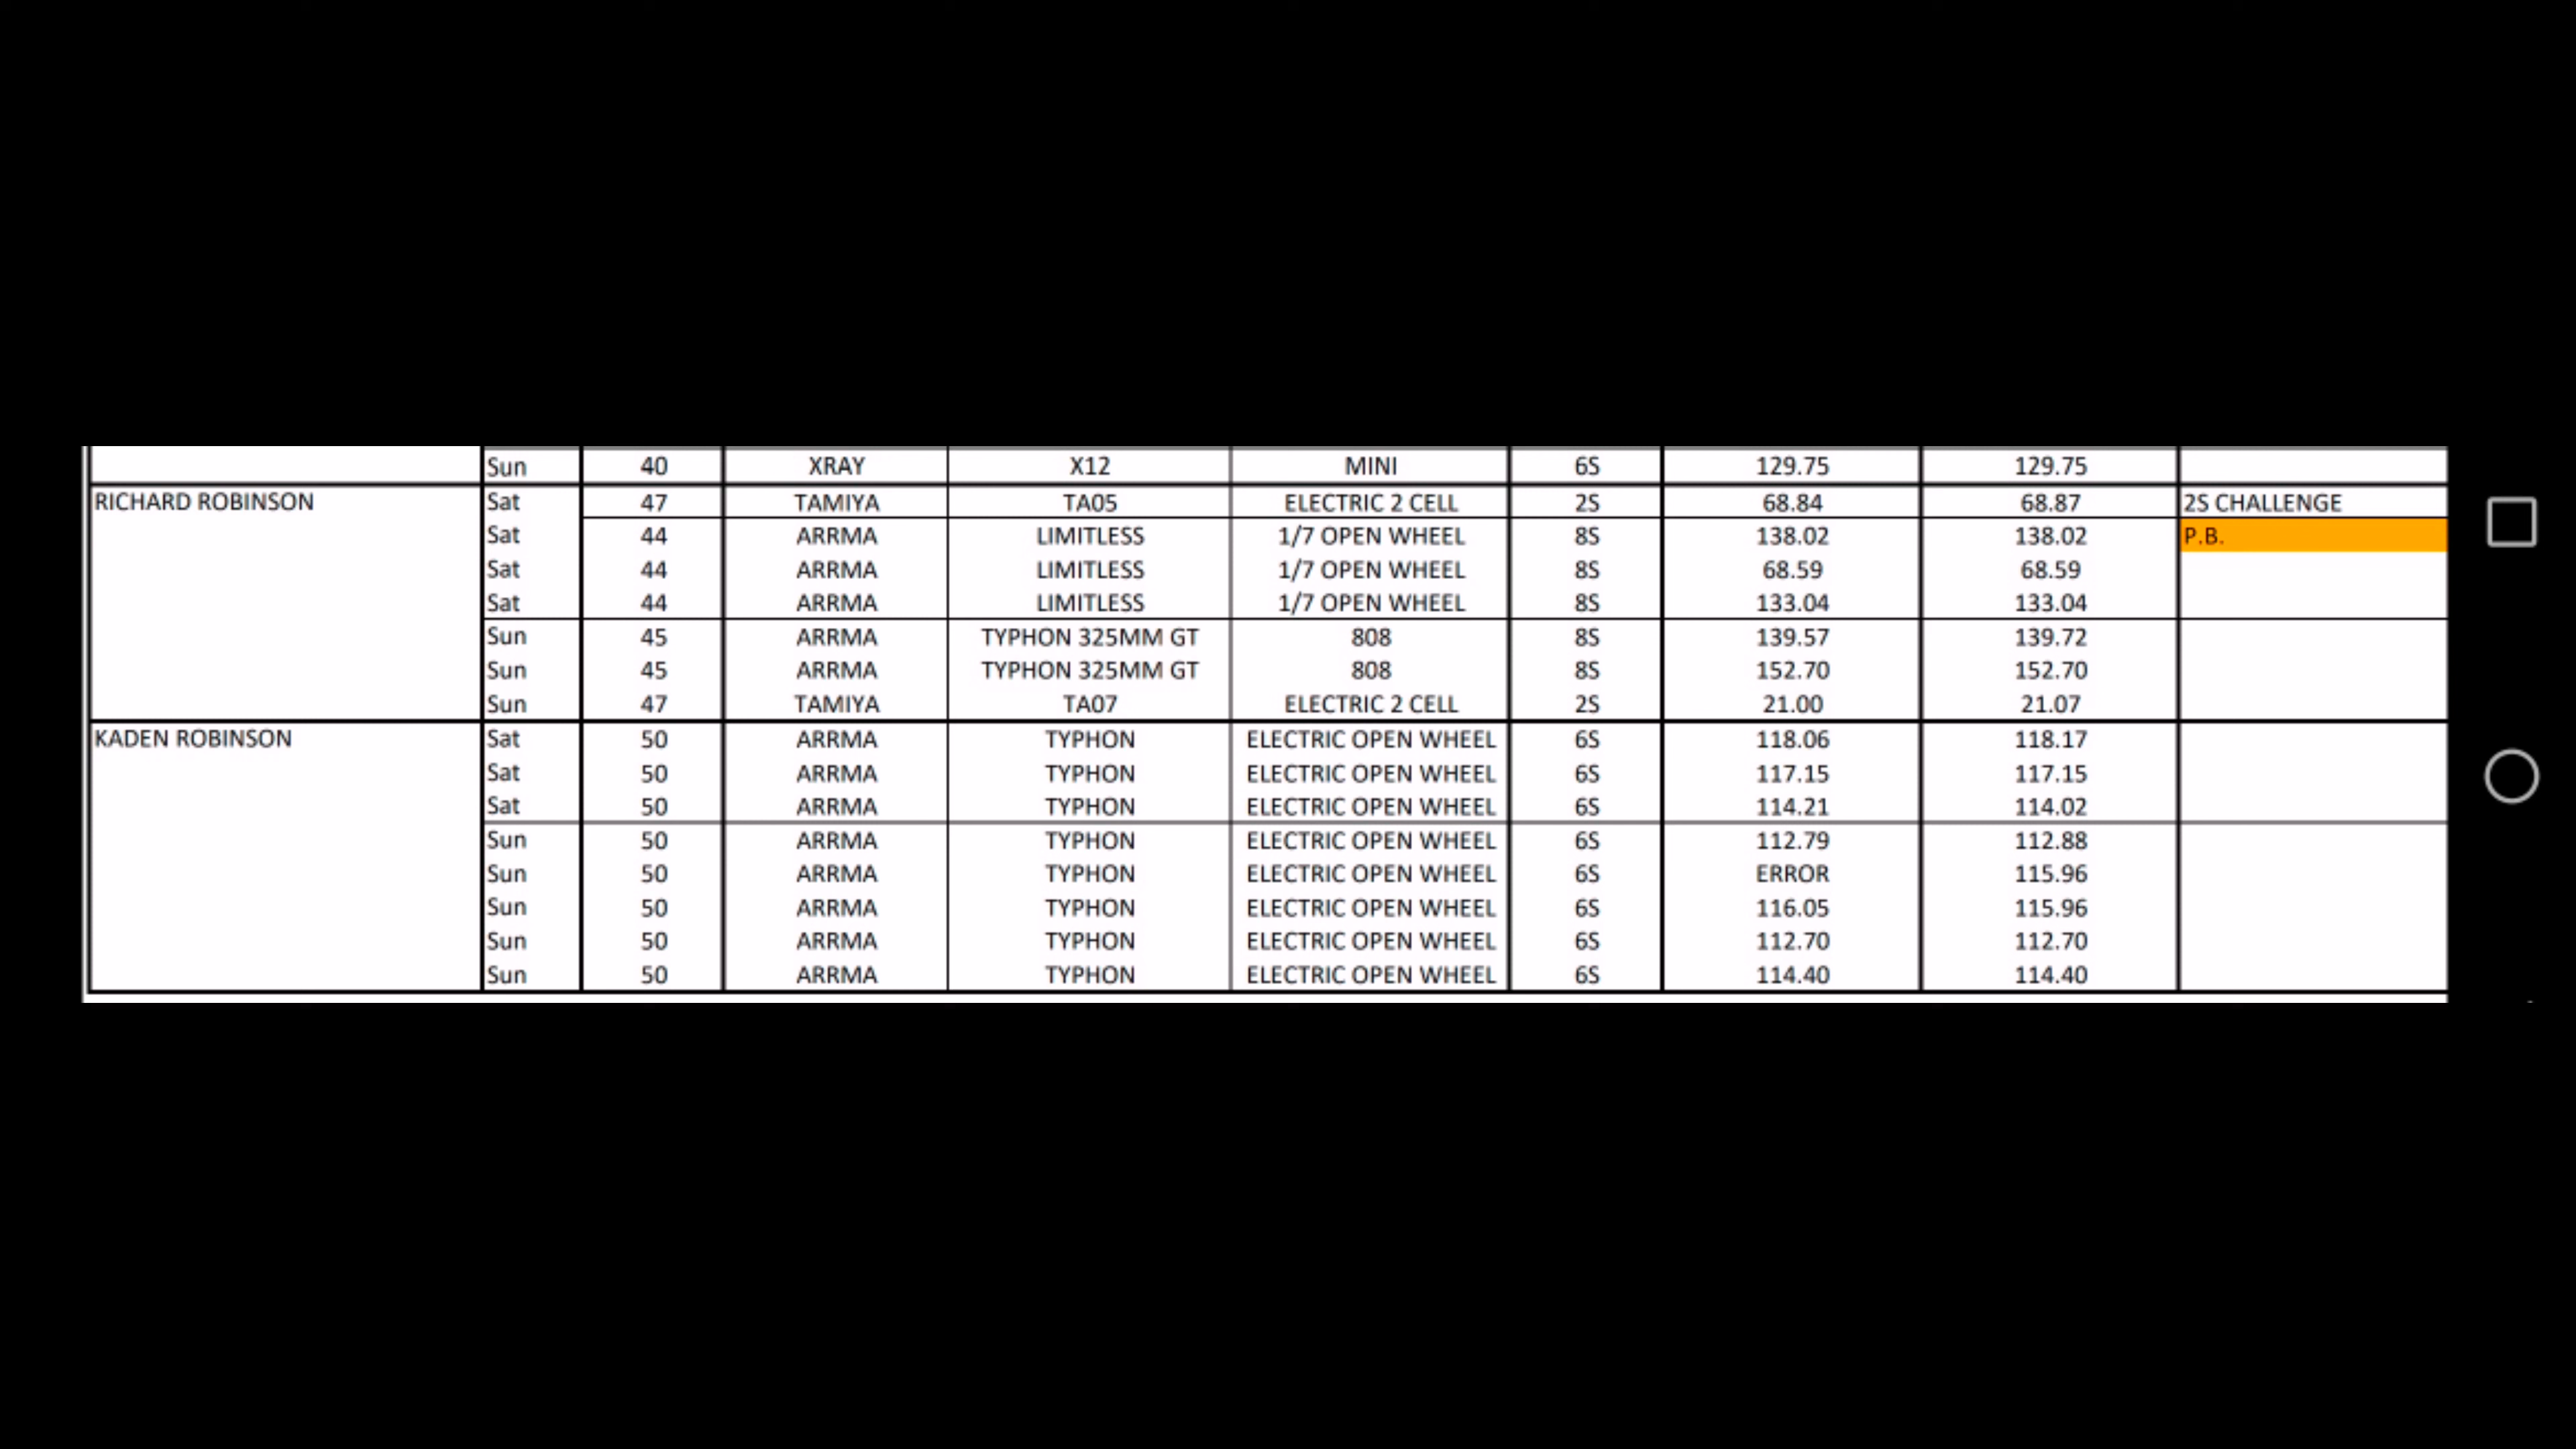 Sun 40 XRAY X12 MINI 6S 129.75 129.75
RICHARD ROBINSON Sat 47 TAMIYA TA05 ELECTRIC 2 CELL 2S 68.84 68.87 2S CHALLENGE
Sat 44 ARRMA LIMITLESS 1/7 OPEN WHEEL 8S 138.02 138.02 P.B.
Sat 44 ARRMA LIMITLESS 1/7 OPEN WHEEL 8S 68.59 68.59
Sat 44 ARRMA LIMITLESS 1/7 OPEN WHEEL 8S 133.04 133.04
Sun 45 ARRMA TYPHON 325MM GT 808 8S 139.57 139.72
Sun 45 ARRMA TYPHON 325MM GT 808 8S 152.70 152.70
Sun 47 TAMIYA TA07 ELECTRIC 2 CELL 2S 21.00 21.07
KADEN ROBINSON Sat 50 ARRMA TYPHON ELECTRIC OPEN WHEEL 6S 118.06 118.17
Sat 50 ARRMA TYPHON ELECTRIC OPEN WHEEL 6S 117.15 117.15
Sat 50 ARRMA TYPHON ELECTRIC OPEN WHEEL 6S 114.21 114.02
Sun 50 ARRMA TYPHON ELECTRIC OPEN WHEEL 6S 112.79 112.88
Sun 50 ARRMA TYPHON ELECTRIC OPEN WHEEL 6S ERROR 115.96
Sun 50 ARRMA TYPHON ELECTRIC OPEN WHEEL 6S 116.05 115.96
Sun 50 ARRMA TYPHON ELECTRIC OPEN WHEEL 6S 112.70 112.70
Sun 50 ARRMA TYPHON ELECTRIC OPEN WHEEL 6S 114.40 114.40